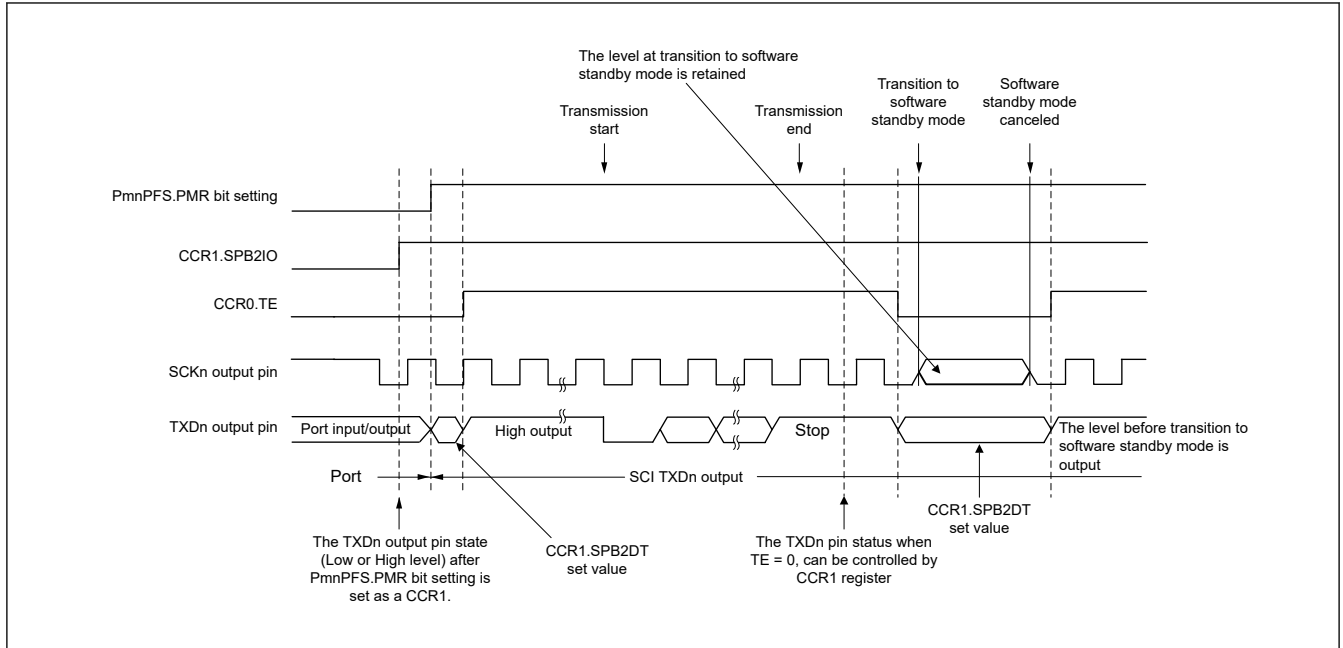 The level at transition to software
standby mode is retained
Transition to
software
standby mode
Software
standby mode
canceled
Transmission
start
Transmission
end
PmnPFS.PMR bit setting
CCR1.SPB2IO
CCR0.TE
SCKn output pin
TXDn output pin
Port input/output
High output
Stop
The level before transition to
software standby mode is
output
Port
SCI TXDn output
CCR1.SPB2DT
set value
The TXDn output pin state
(Low or High level) after
PmnPFS.PMR bit setting is
set as a CCR1.
CCR1.SPB2DT
set value
The TXDn pin status when
TE = 0, can be controlled by
CCR1 register